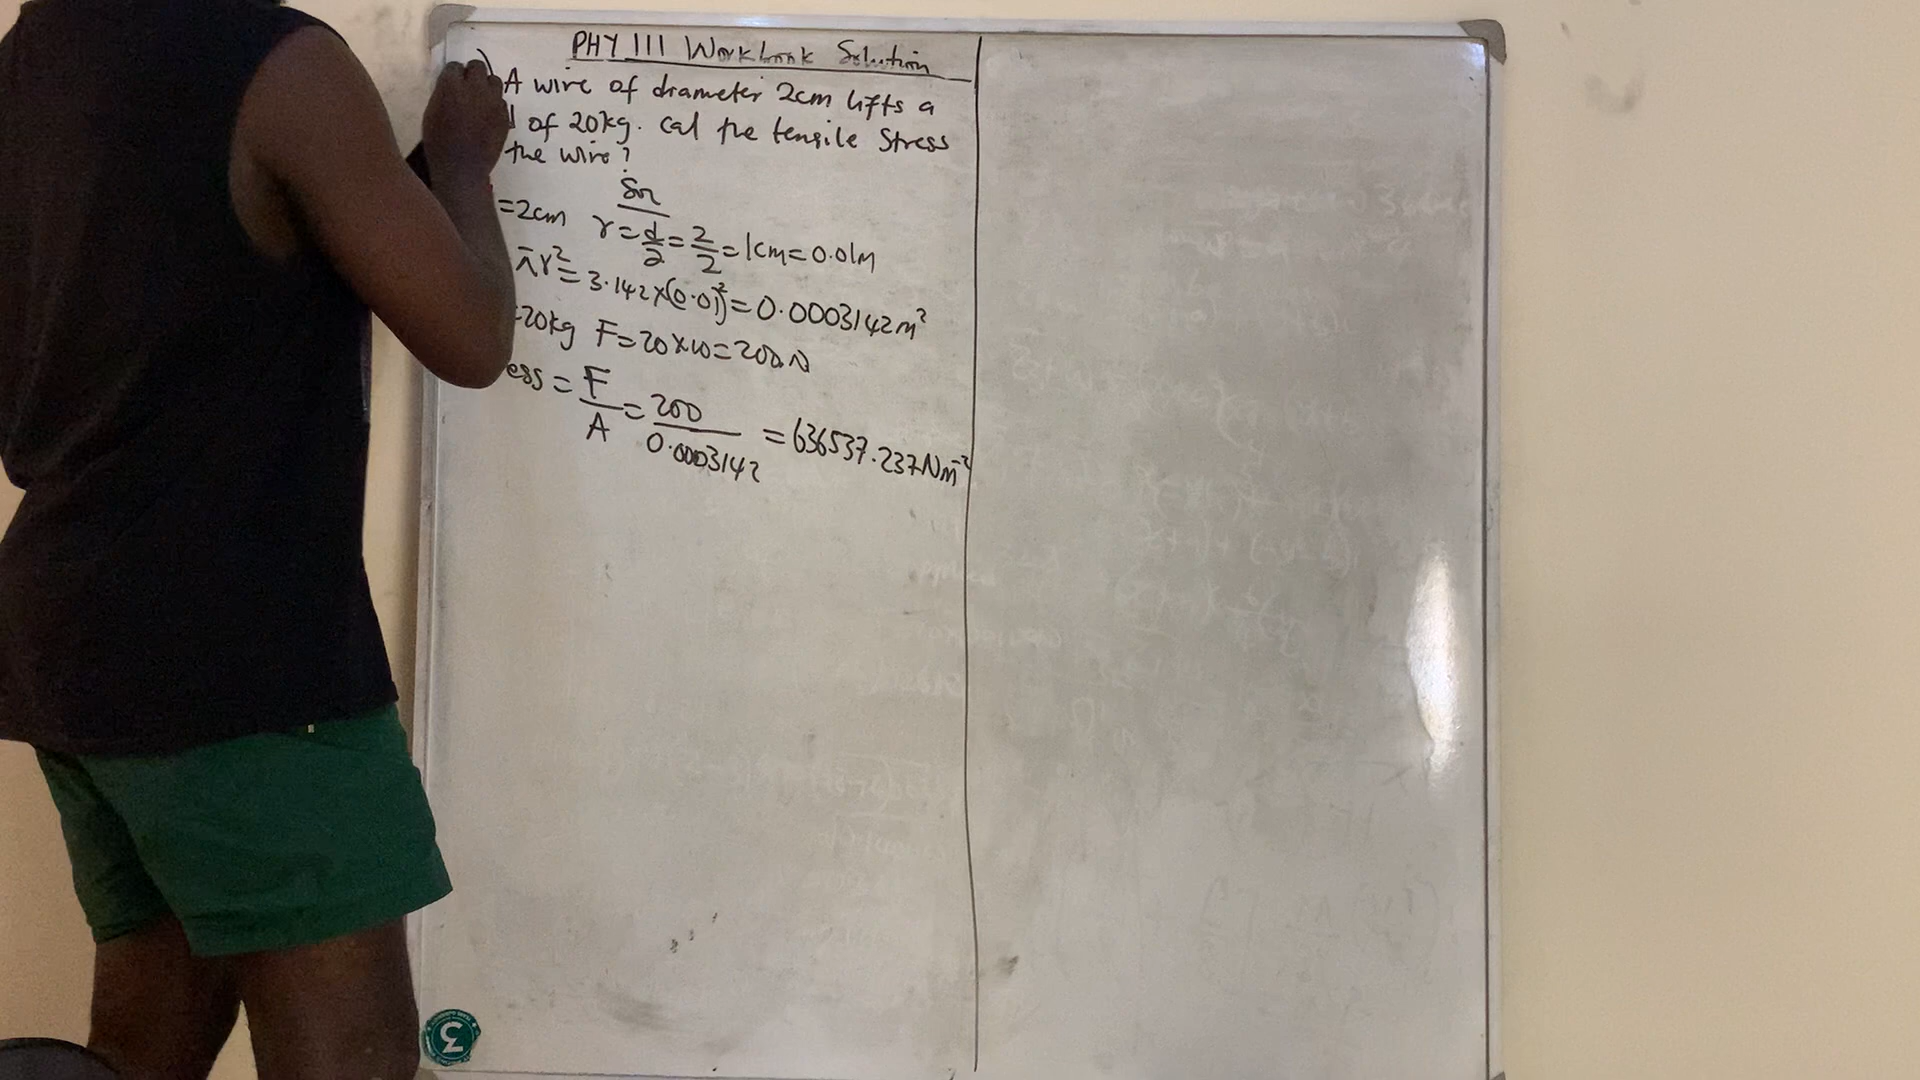 PHY 111 Workbook Solution
) A wire of diameter 2cm lifts a
of 20kg. Cal the tensile Stress
the wire?
Sol
=2cm r=d/2=2/2=1cm=0.01m
πr²=3.142×(0.01)²=0.0003142m²
=20kg F=20×10=200N
ess=F/A=200/0.0003142=636537.237Nm⁻²